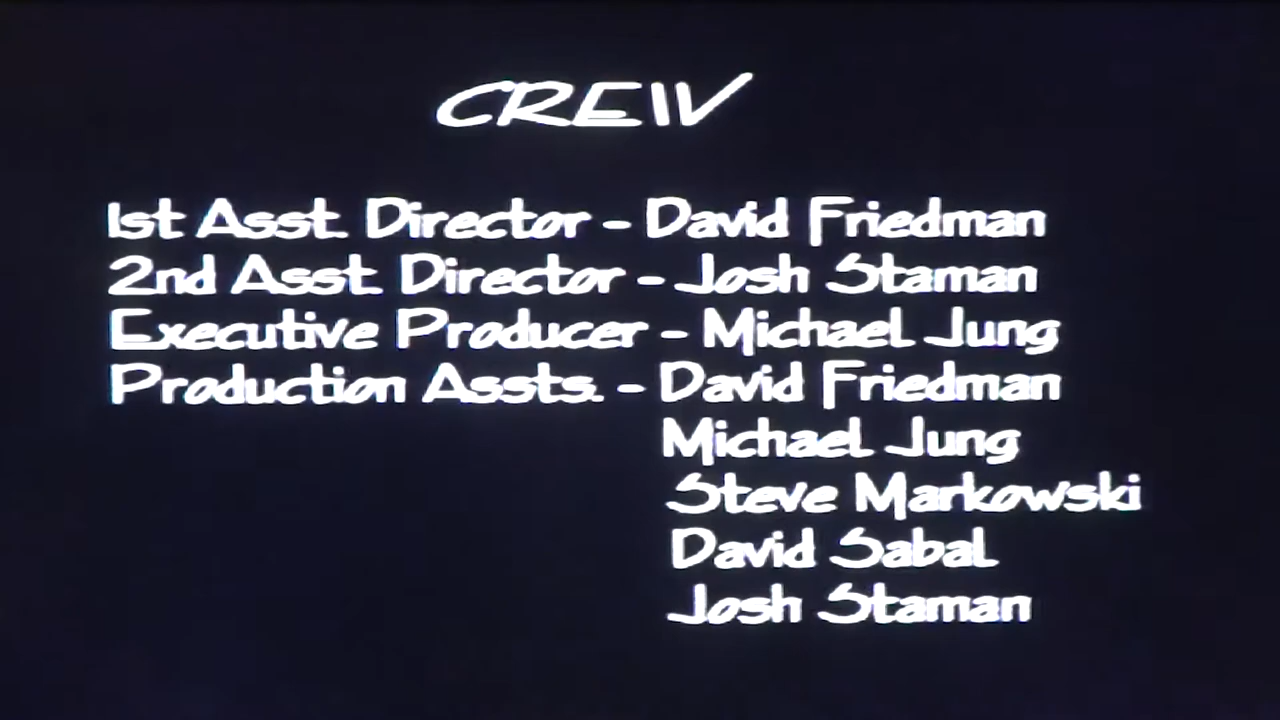 CREW
1st Asst. Director - David Friedman
2nd Asst. Director - Josh Staman
Executive Producer - Michael Jung
Production Assts. - David Friedman
Michael Jung
Steve Markowski
David Sabal
Josh Staman